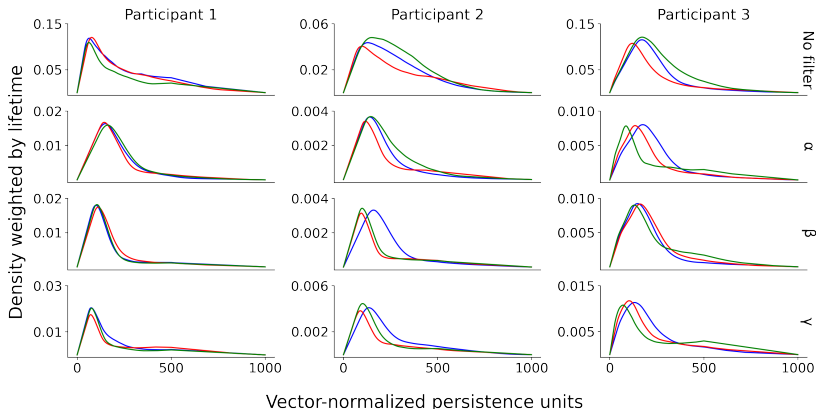 Participant 1 Participant 2 Participant 3
0.15 0.06 0.15 No filter
0.05 0.02 0.05
0.02 0.004 0.010 α
0.01 0.002 0.005
0.02 0.004 0.010 β
0.01 0.002 0.005
0.03 0.006 0.015 γ
0.01 0.002 0.005
0 500 1000 0 500 1000 0 500 1000
Density weighted by lifetime
Vector-normalized persistence units